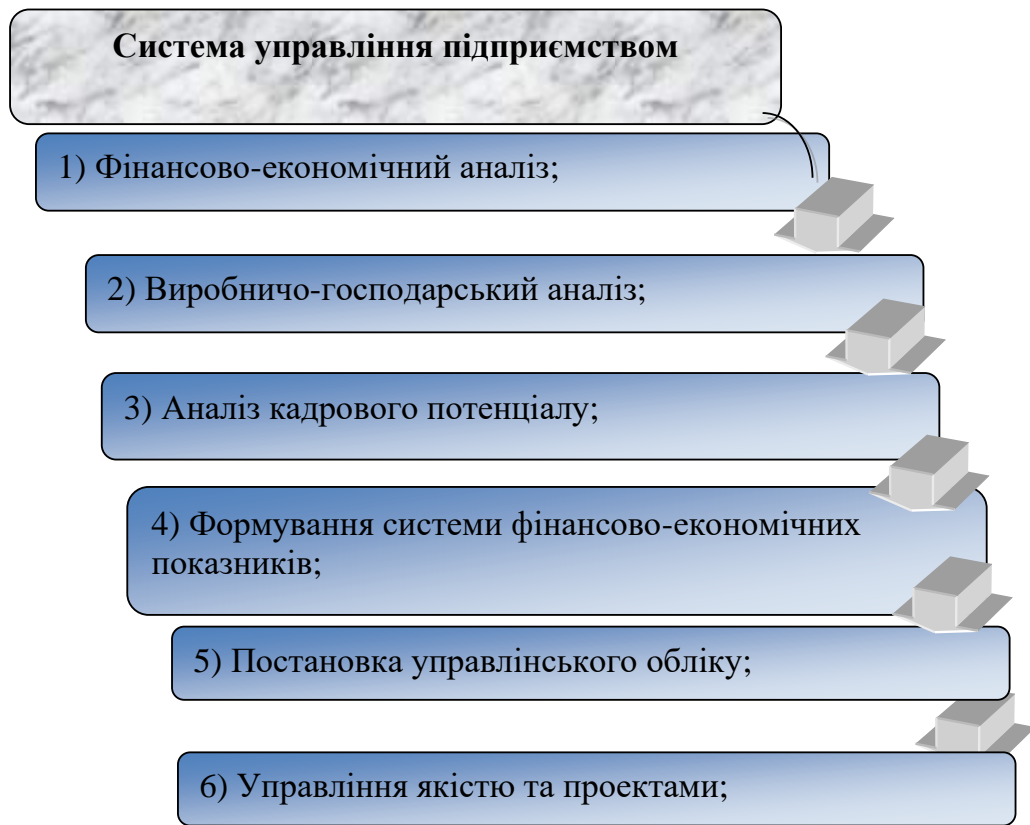 Система управління підприємством
1) Фінансово-економічний аналіз;
2) Виробничо-господарський аналіз;
3) Аналіз кадрового потенціалу;
4) Формування системи фінансово-економічних
показників;
5) Постановка управлінського обліку;
6) Управління якістю та проектами;